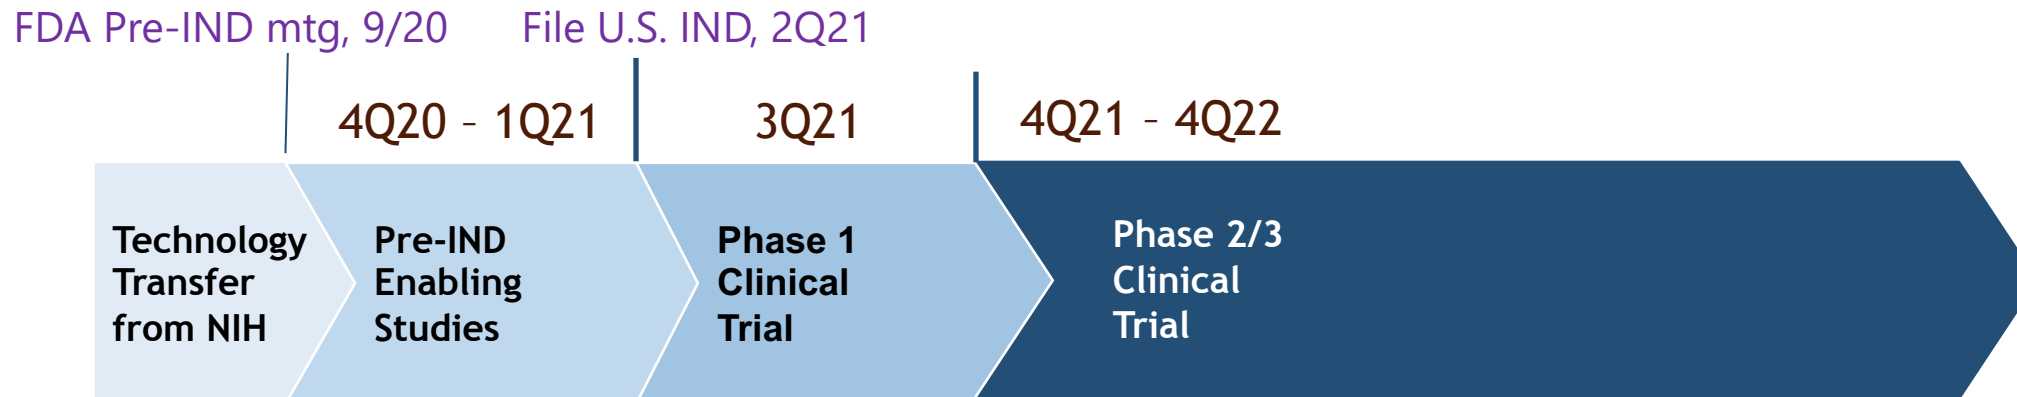 FDA Pre-IND mtg, 9/20
File U.S. IND, 2Q21
4Q20 - 1Q21
3Q21
4Q21 - 4Q22
Technology
Transfer
from NIH
Pre-IND
Enabling
Studies
Phase 1
Clinical
Trial
Phase 2/3
Clinical
Trial